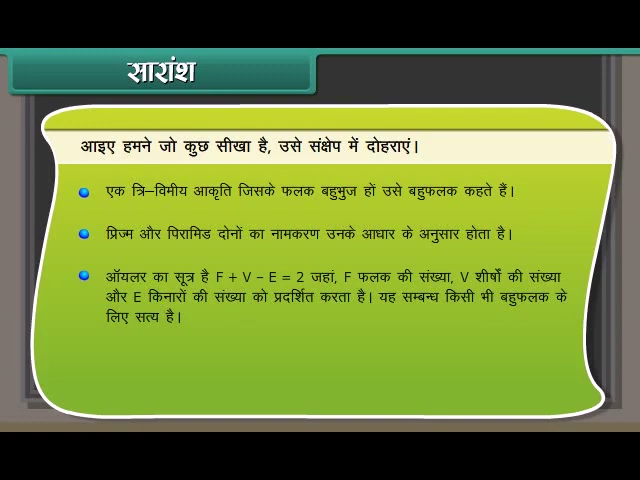 सारांश
आइए हमने जो कुछ सीखा है, उसे संक्षेप में दोहराएं।
एक त्रि–विमीय आकृति जिसके फलक बहुभुज हों उसे बहुफलक कहते हैं।
प्रिज्म और पिरामिड दोनों का नामकरण उनके आधार के अनुसार होता है।
ऑयलर का सूत्र है F + V – E = 2 जहां, F फलक की संख्या, V शीर्षों की संख्या
और E किनारों की संख्या को प्रदर्शित करता है। यह सम्बन्ध किसी भी बहुफलक के
लिए सत्य है।